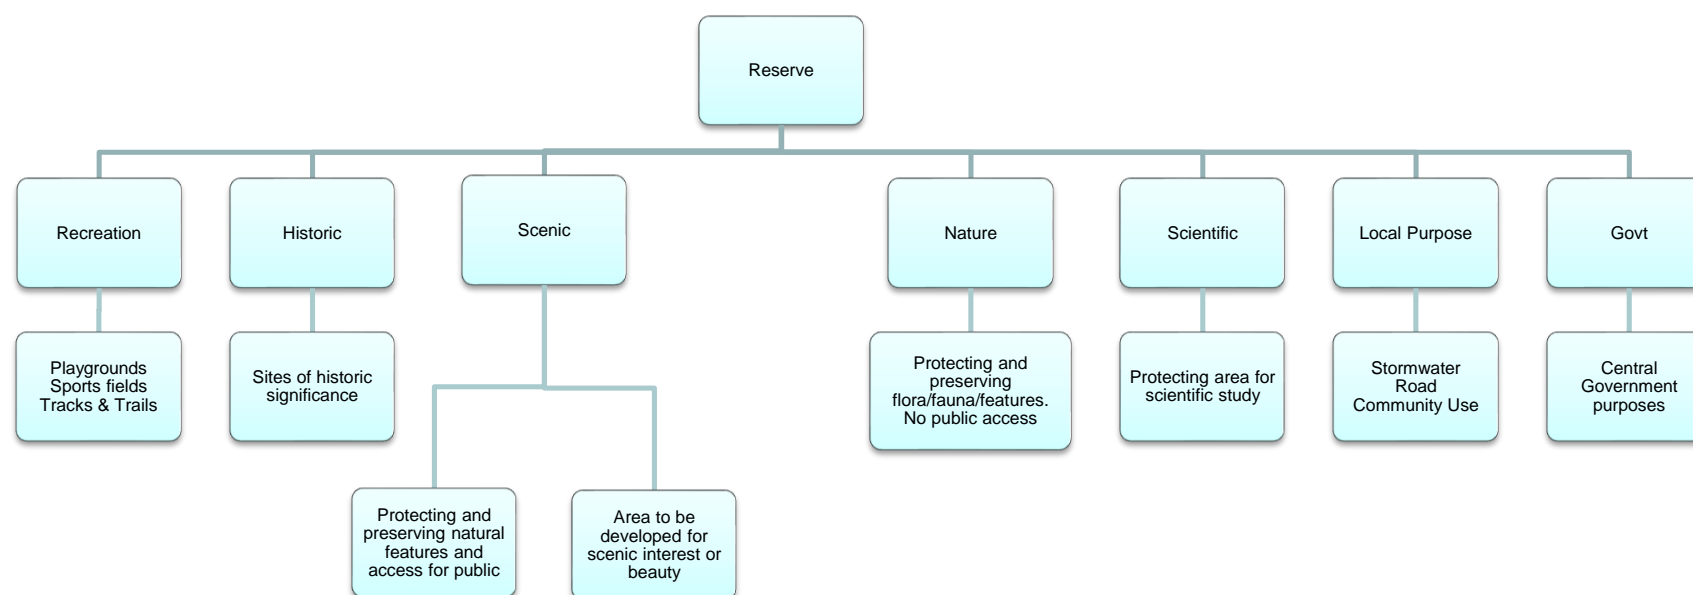 Reserve
Recreation
Historic
Scenic
Nature
Scientific
Local Purpose
Govt
Playgrounds
Sports fields
Tracks & Trails
Sites of historic
significance
Protecting and
preserving
flora/fauna/features.
No public access
Protecting area for
scientific study
Stormwater
Road
Community Use
Central
Government
purposes
Protecting and
preserving natural
features and
access for public
Area to be
developed for
scenic interest or
beauty